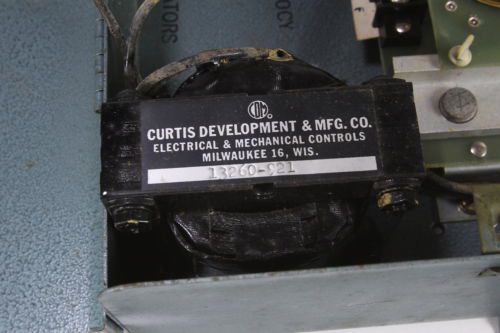 CURTIS DEVELOPMENT & MFG. CO.
ELECTRICAL & MECHANICAL CONTROLS
MILWAUKEE 16, WIS.
13260-921